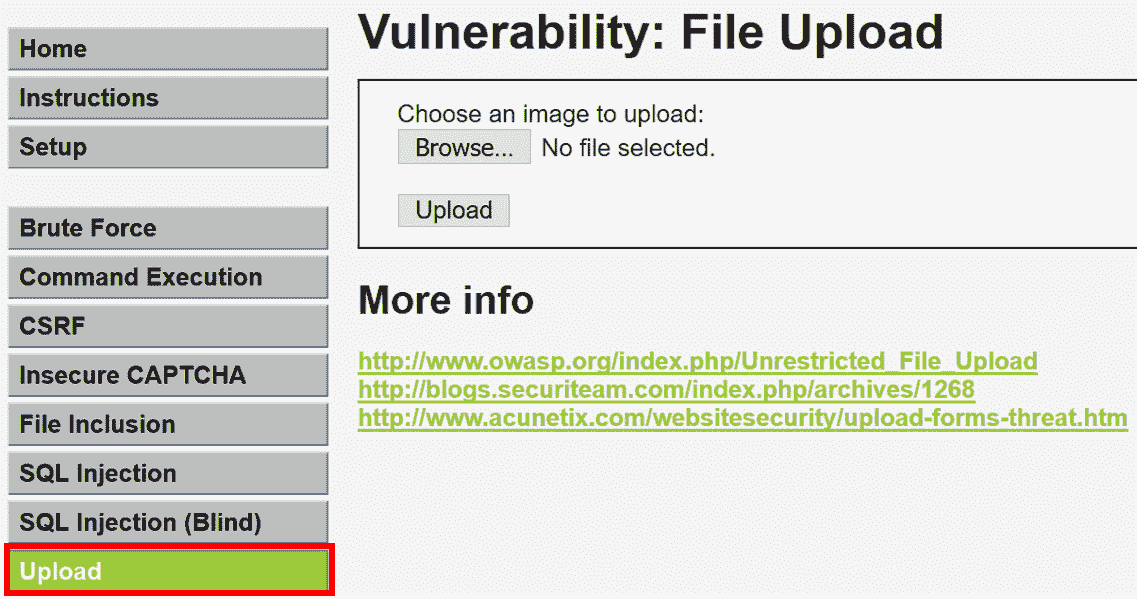 Home
Instructions
Setup
Brute Force
Command Execution
CSRF
Insecure CAPTCHA
File Inclusion
SQL Injection
SQL Injection (Blind)
Upload
Vulnerability: File Upload
Choose an image to upload:
Browse... No file selected.
Upload
More info
http://www.owasp.org/index.php/Unrestricted_File_Upload
http://blogs.securiteam.com/index.php/archives/1268
http://www.acunetix.com/websitesecurity/upload-forms-threat.htm